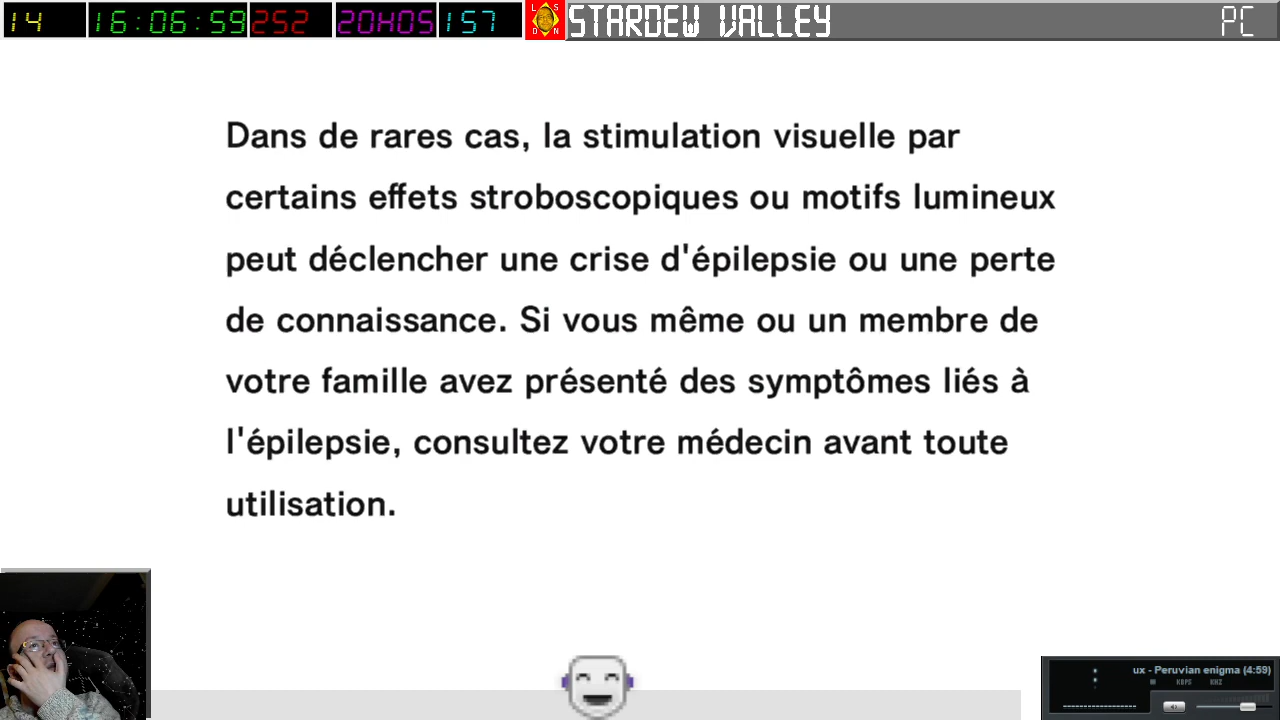 14 16:06:59 252 20H05 157 LSDN STARDEW VALLEY PC
Dans de rares cas, la stimulation visuelle par
certains effets stroboscopiques ou motifs lumineux
peut déclencher une crise d'épilepsie ou une perte
de connaissance. Si vous même ou un membre de
votre famille avez présenté des symptômes liés à
l'épilepsie, consultez votre médecin avant toute
utilisation.
ux - Peruvian enigma (4:59)
KBPS KHZ